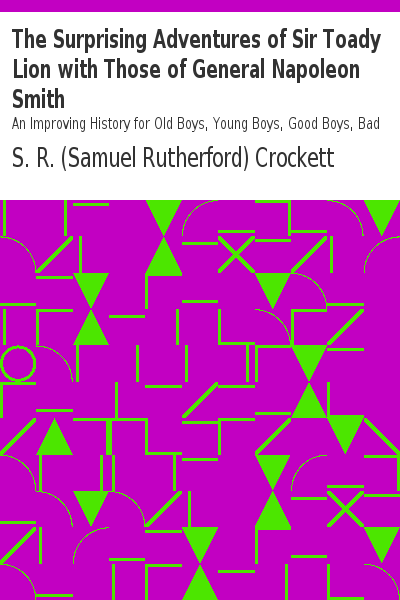 The Surprising Adventures of Sir Toady
Lion with Those of General Napoleon
Smith
An Improving History for Old Boys, Young Boys, Good Boys, Bad
S. R. (Samuel Rutherford) Crockett